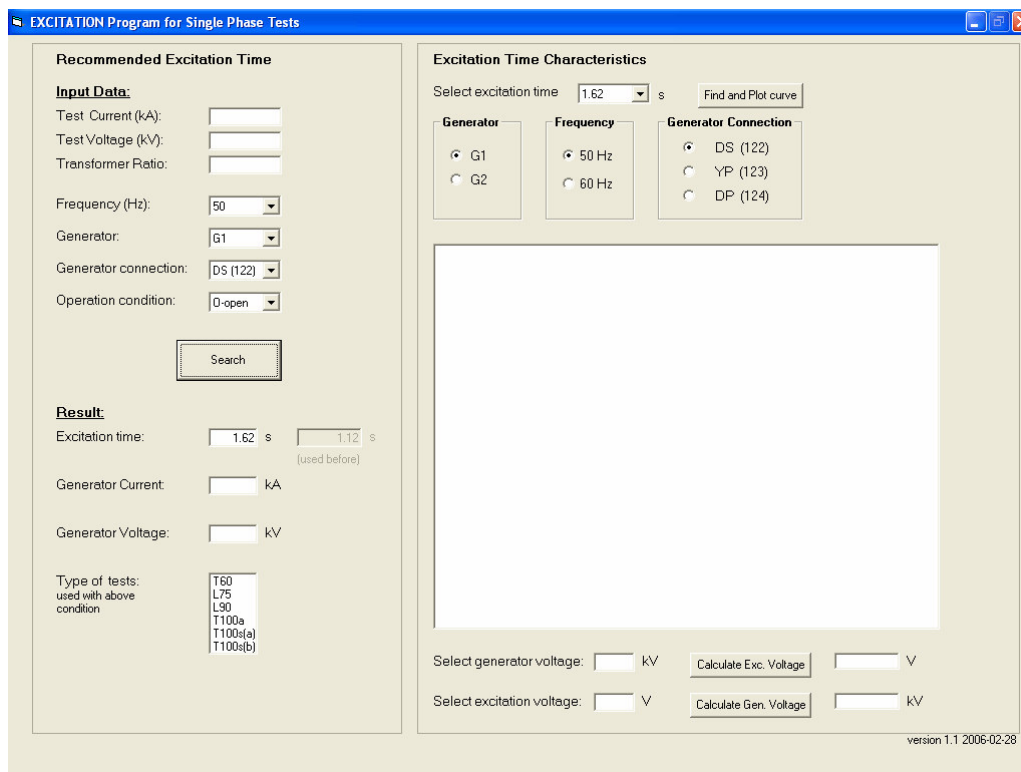 EXCITATION Program for Single Phase Tests
Recommended Excitation Time
Input Data:
Test Current (kA):
Test Voltage (kV):
Transformer Ratio:
Frequency (Hz): 50
Generator: G1
Generator connection: DS (122)
Operation condition: O-open
Search
Result:
Excitation time: 1.62 s 1.12 s
(used before)
Generator Current: kA
Generator Voltage: kV
Type of tests:
used with above
condition
T60
L75
L90
T100a
T100s(a)
T100s(b)
Excitation Time Characteristics
Select excitation time 1.62 s Find and Plot curve
Generator
G1
G2
Frequency
50 Hz
60 Hz
Generator Connection
DS (122)
YP (123)
DP (124)
Select generator voltage: kV Calculate Exc. Voltage V
Select excitation voltage: V Calculate Gen. Voltage kV
version 1.1 2006-02-28